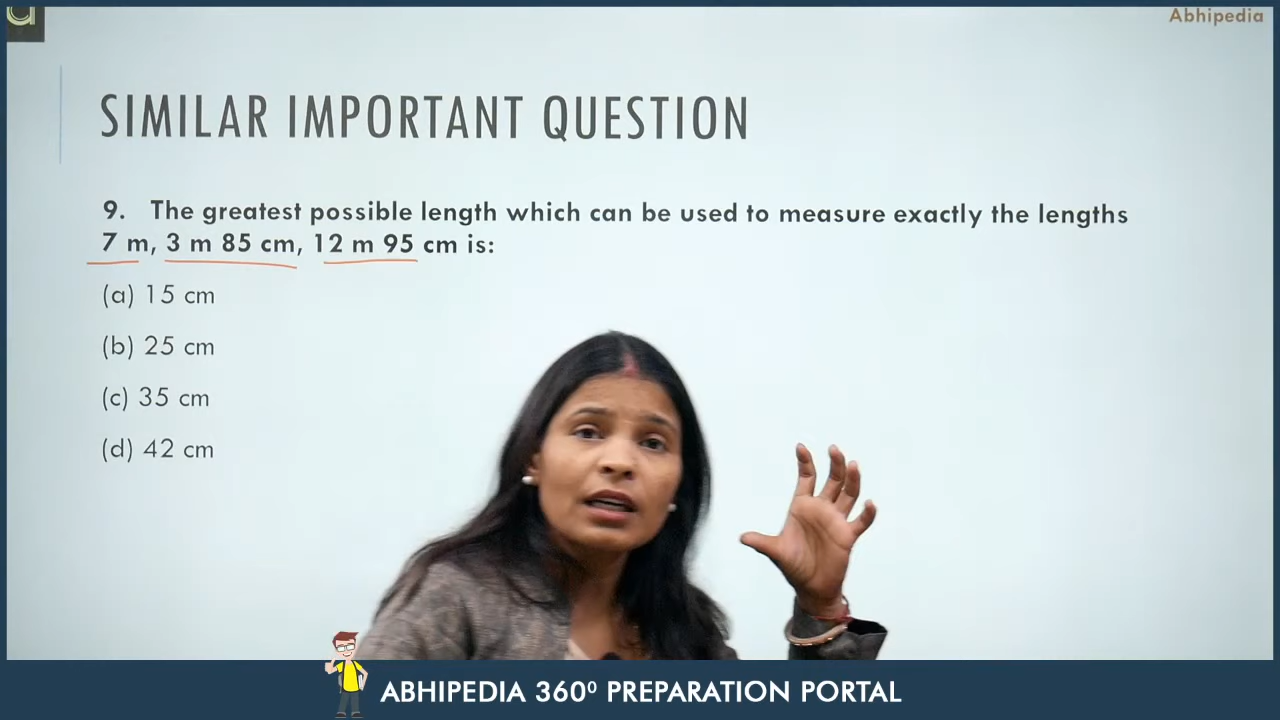 Abhipedia
SIMILAR IMPORTANT QUESTION
9. The greatest possible length which can be used to measure exactly the lengths
7 m, 3 m 85 cm, 12 m 95 cm is:
(a) 15 cm
(b) 25 cm
(c) 35 cm
(d) 42 cm
ABHIPEDIA 360⁰ PREPARATION PORTAL